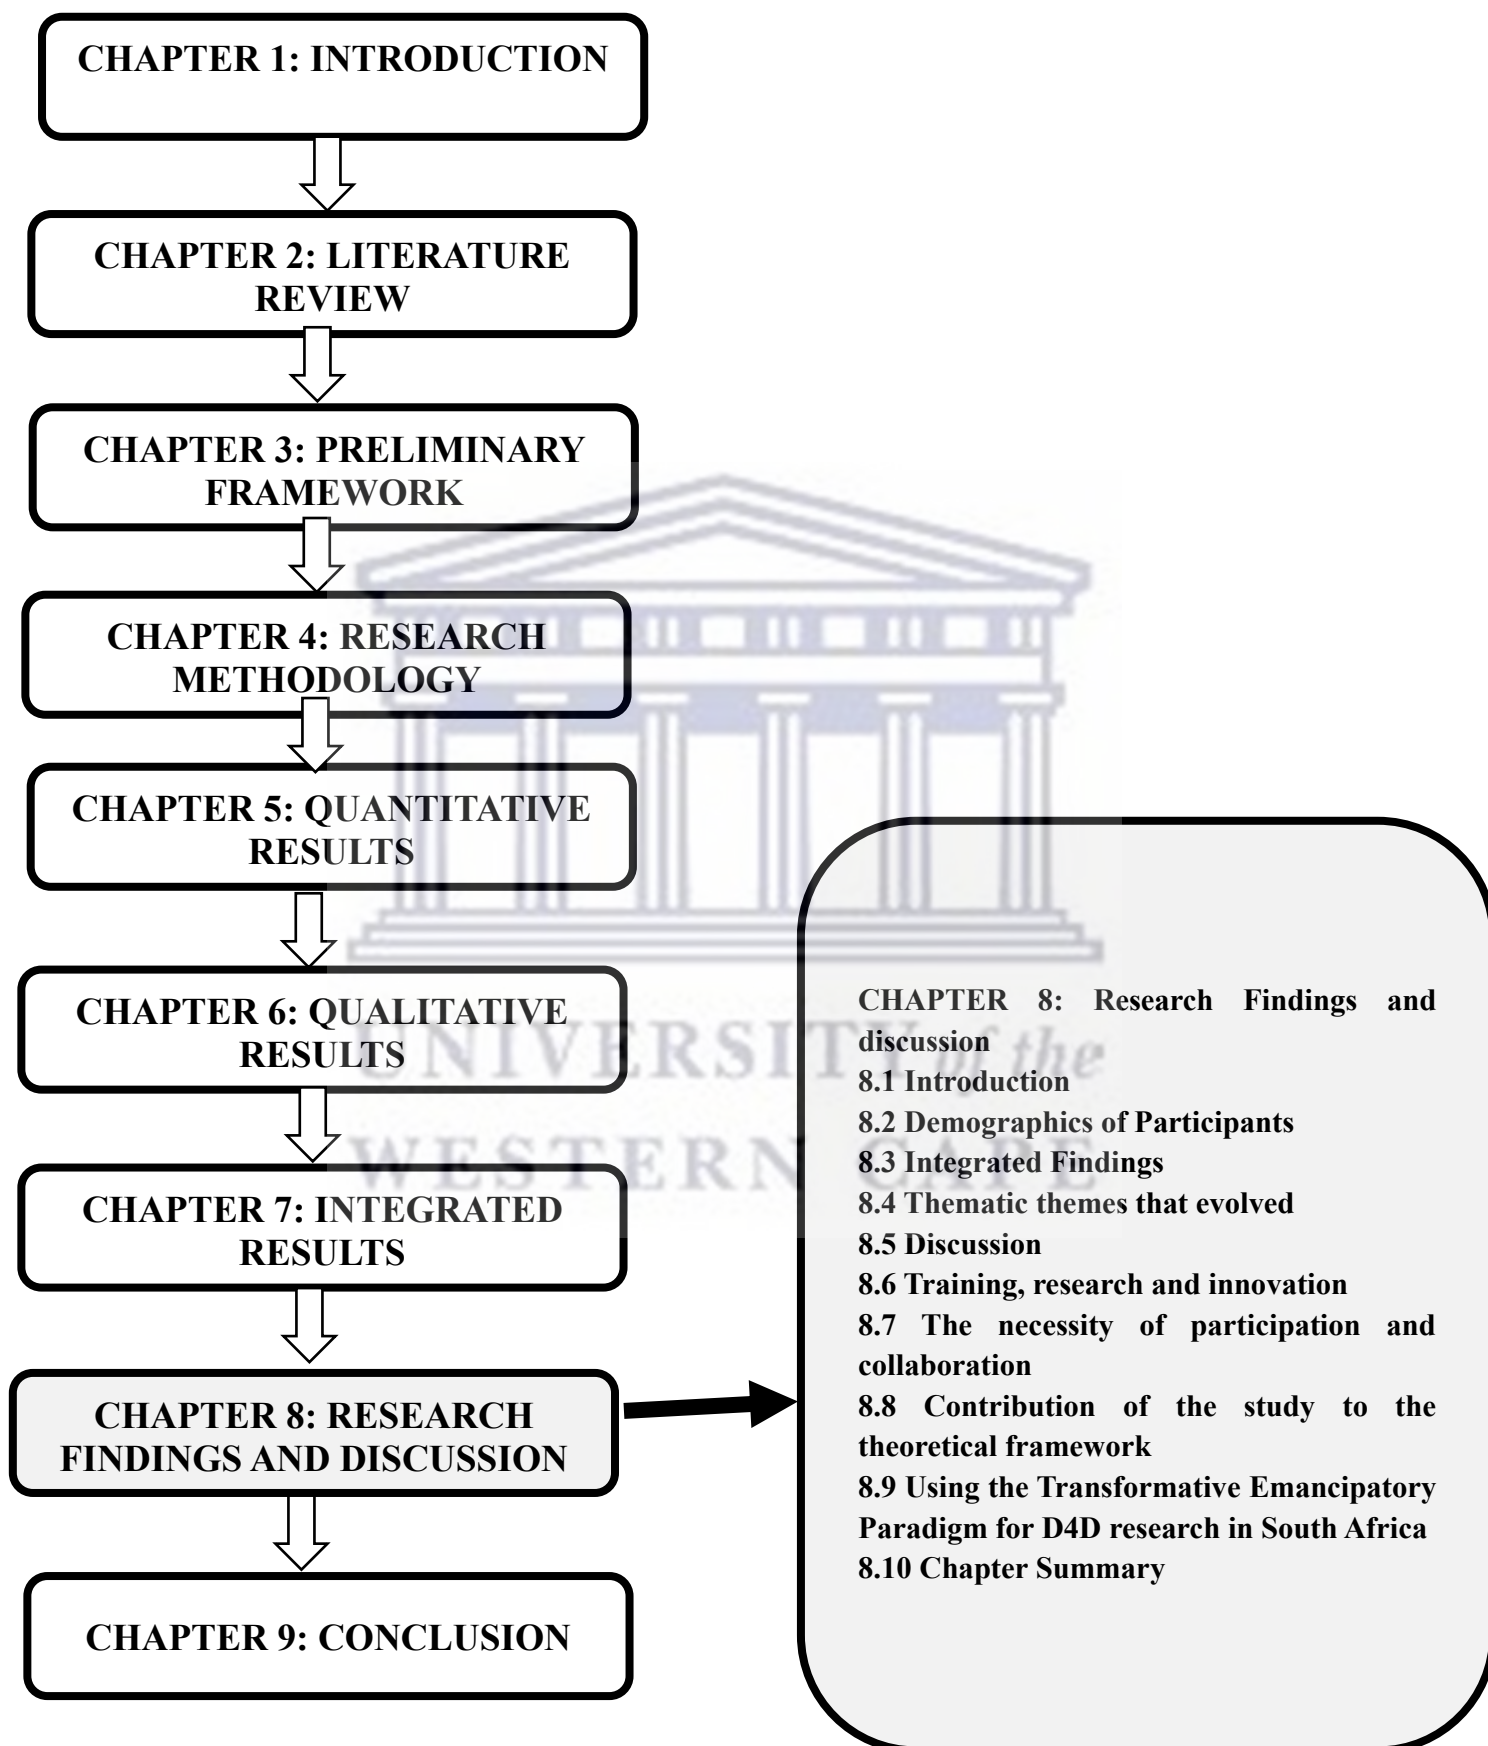 CHAPTER 1: INTRODUCTION
CHAPTER 2: LITERATURE
REVIEW
CHAPTER 3: PRELIMINARY
FRAMEWORK
CHAPTER 4: RESEARCH
METHODOLOGY
CHAPTER 5: QUANTITATIVE
RESULTS
CHAPTER 6: QUALITATIVE
RESULTS
CHAPTER 7: INTEGRATED
RESULTS
CHAPTER 8: RESEARCH
FINDINGS AND DISCUSSION
CHAPTER 9: CONCLUSION
CHAPTER 8: Research Findings and
discussion
8.1 Introduction
8.2 Demographics of Participants
8.3 Integrated Findings
8.4 Thematic themes that evolved
8.5 Discussion
8.6 Training, research and innovation
8.7 The necessity of participation and
collaboration
8.8 Contribution of the study to the
theoretical framework
8.9 Using the Transformative Emancipatory
Paradigm for D4D research in South Africa
8.10 Chapter Summary
UNIVERSITY of the
WESTERN CAPE